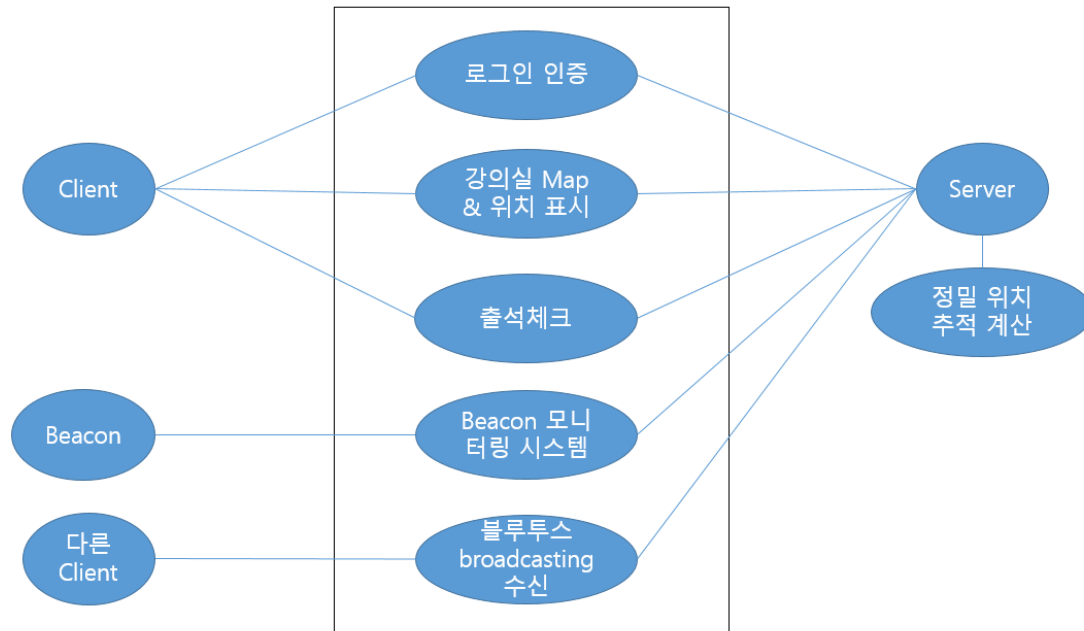 로그인 인증
Client
강의실 Map
& 위치 표시
Server
출석체크
정밀 위치
추적 계산
Beacon
Beacon 모니
터링 시스템
다른
Client
블루투스
broadcasting
수신